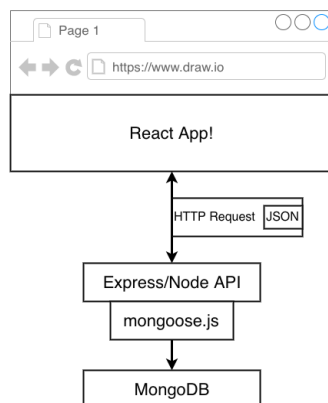 Page 1
https://www.draw.io
React App!
HTTP Request JSON
Express/Node API
mongoose.js
MongoDB